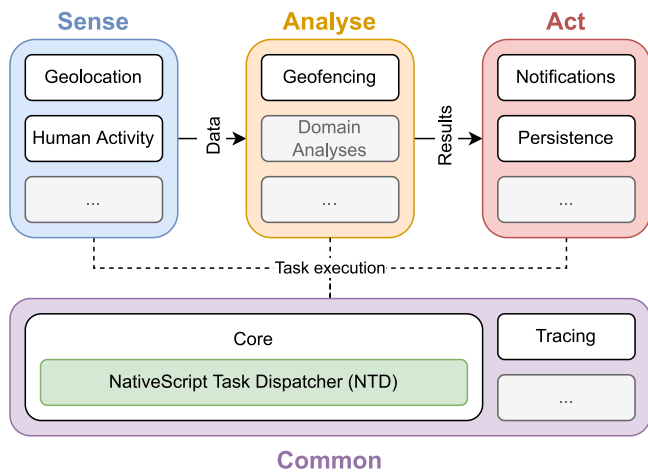 Sense
Analyse
Act
Geolocation
Geofencing
Notifications
Human Activity
Data
Domain
Analyses
Results
Persistence
...
...
...
Task execution
Core
Tracing
NativeScript Task Dispatcher (NTD)
...
Common